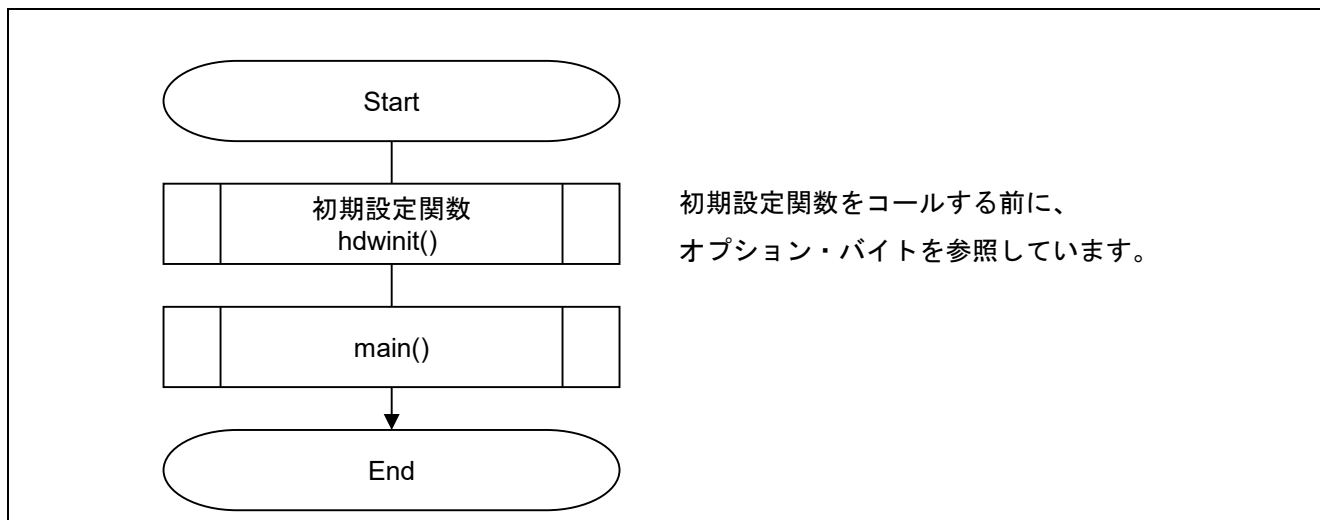 Start
初期設定関数
hdwinit()
初期設定関数をコールする前に、
オプション・バイトを参照しています。
main()
End